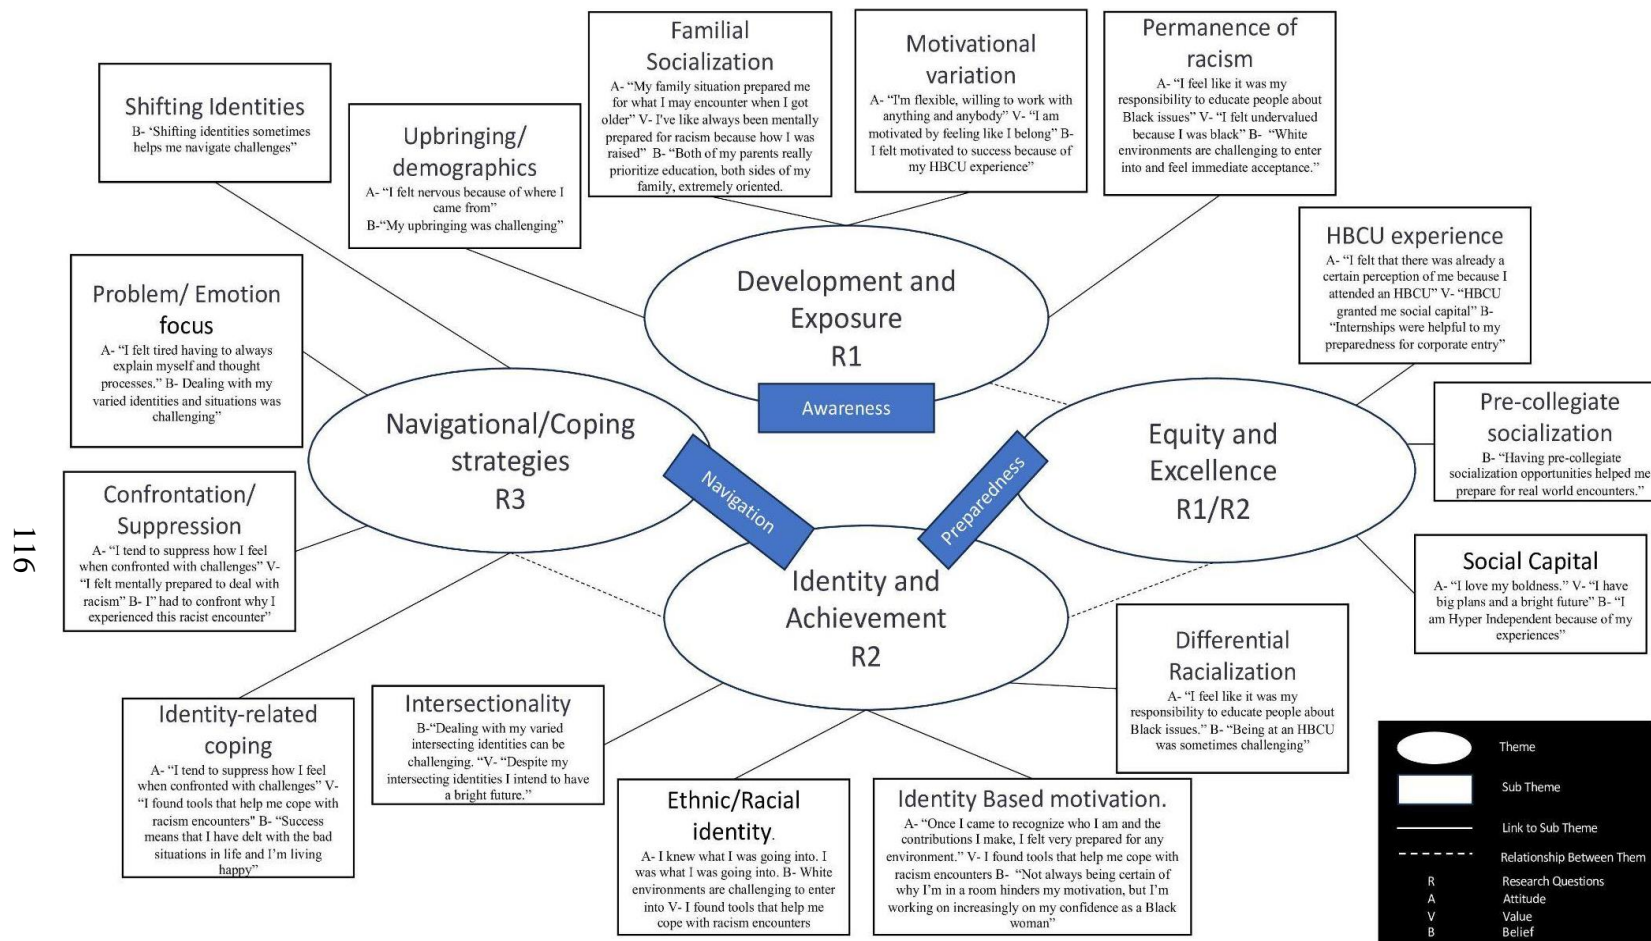 Shifting Identities
B- ‘Shifting identities sometimes
helps me navigate challenges”
Upbringing/
demographics
A- “I felt nervous because of where I
came from”
B-“My upbringing was challenging”
Familial
Socialization
A- “My family situation prepared me
for what I may encounter when I got
older” V- I've like always been mentally
prepared for racism because how I was
raised” B- “Both of my parents really
prioritize education, both sides of my
family, extremely oriented.
Motivational
variation
A- “I'm flexible, willing to work with
anything and anybody” V- “I am
motivated by feeling like I belong” B-
I felt motivated to success because of
my HBCU experience”
Permanence of
racism
A- “I feel like it was my
responsibility to educate people about
Black issues” V- “I felt undervalued
because I was black” B- “White
environments are challenging to enter
into and feel immediate acceptance.”
HBCU experience
A- “I felt that there was already a
certain perception of me because I
attended an HBCU” V- “HBCU
granted me social capital” B-
“Internships were helpful to my
preparedness for corporate entry”
Problem/ Emotion
focus
A- “I felt tired having to always
explain myself and thought
processes.” B- Dealing with my
varied identities and situations was
challenging”
Development and
Exposure
R1
Awareness
Navigational/Coping
strategies
R3
Navigation
Preparedness
Equity and
Excellence
R1/R2
Pre-collegiate
socialization
B- “Having pre-collegiate
socialization opportunities helped me
prepare for real world encounters.”
Confrontation/
Suppression
A- “I tend to suppress how I feel
when confronted with challenges” V-
“I felt mentally prepared to deal with
racism” B- I” had to confront why I
experienced this racist encounter”
116
Identity and
Achievement
R2
Social Capital
A- “I love my boldness.” V- “I have
big plans and a bright future” B- “I
am Hyper Independent because of my
experiences”
Differential
Racialization
A- “I feel like it was my
responsibility to educate people about
Black issues.” B- “Being at an HBCU
was sometimes challenging”
Identity-related
coping
A- “I tend to suppress how I feel
when confronted with challenges” V-
“I found tools that help me cope with
racism encounters" B- “Success
means that I have delt with the bad
situations in life and I’m living
happy”
Intersectionality
B-“Dealing with my varied
intersecting identities can be
challenging. “V- “Despite my
intersecting identities I intend to have
a bright future.”
Ethnic/Racial
identity.
A- I knew what I was going into. I
was what I was going into. B- White
environments are challenging to enter
into V- I found tools that help me
cope with racism encounters
Identity Based motivation.
A- “Once I came to recognize who I am and the
contributions I make, I felt very prepared for any
environment.” V- I found tools that help me cope with
racism encounters B- “Not always being certain of
why I’m in a room hinders my motivation, but I’m
working on increasingly on my confidence as a Black
woman”
Theme
Sub Theme
Link to Sub Theme
Relationship Between Them
R Research Questions
A Attitude
V Value
B Belief